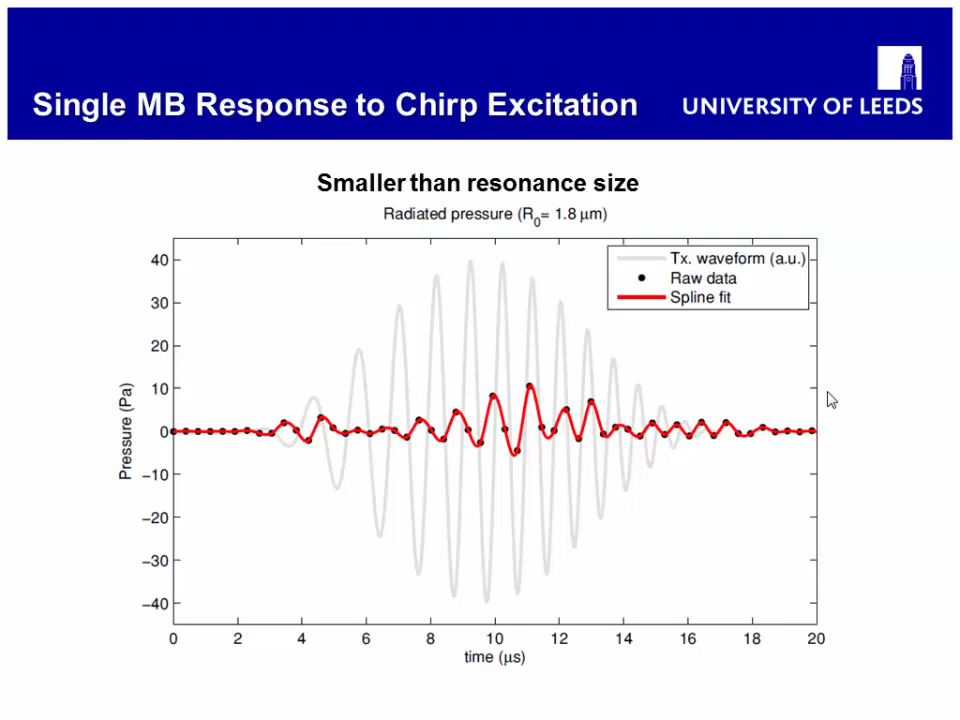 Single MB Response to Chirp Excitation
UNIVERSITY OF LEEDS
Smaller than resonance size
Radiated pressure (R0= 1.8 μm)
Tx. waveform (a.u.)
Raw data
Spline fit
Pressure (Pa)
40
30
20
10
0
−10
−20
−30
−40
0 2 4 6 8 10 12 14 16 18 20
time (μs)